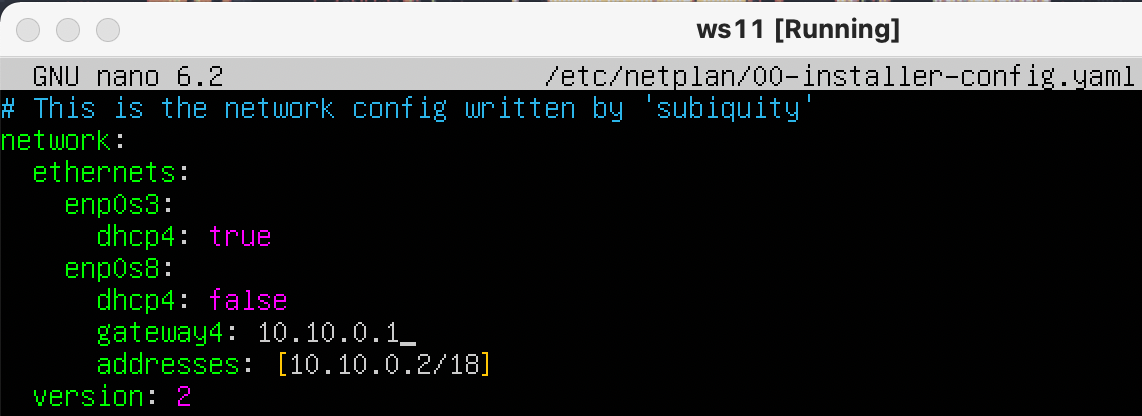 ws11 [Running]
GNU nano 6.2 /etc/netplan/00-installer-config.yaml
# This is the network config written by 'subiquity'
network:
  ethernets:
    enp0s3:
      dhcp4: true
    enp0s8:
      dhcp4: false
      gateway4: 10.10.0.1_
      addresses: [10.10.0.2/18]
  version: 2